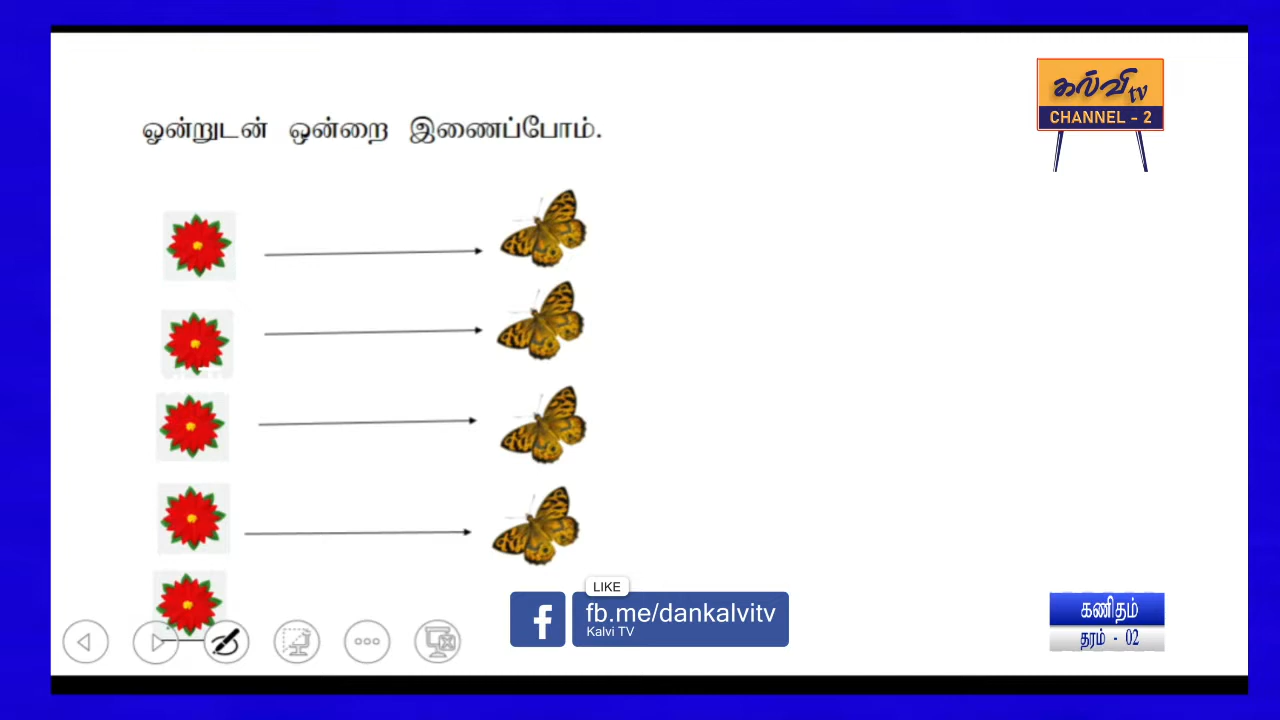 ஒன்றுடன் ஒன்றை இணைப்போம்.
கல்வி tv
CHANNEL - 2
LIKE
fb.me/dankalvitv
Kalvi TV
கணிதம்
தரம் - 02